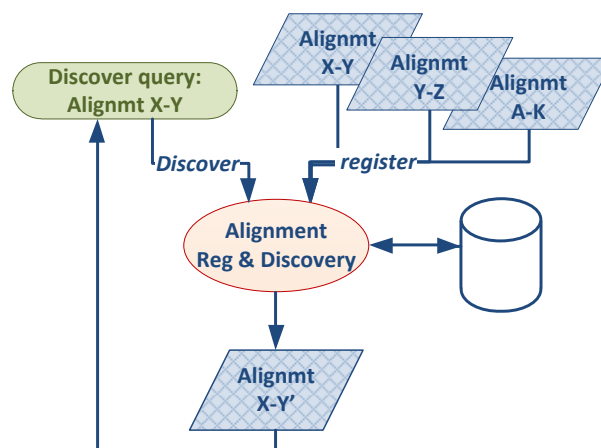 Alignmt
X-Y
Discover query:
Alignmt X-Y
Alignmt
Y-Z
Alignmt
A-K
Discover
register
Alignment
Reg & Discovery
Alignmt
X-Y’